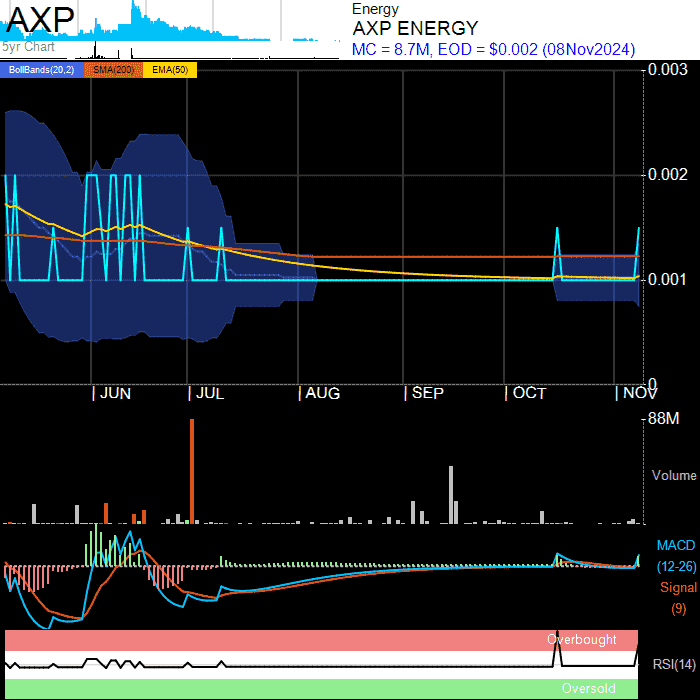 AXP
5yr Chart
Energy
AXP ENERGY
MC = 8.7M, EOD = $0.002 (08Nov2024)
BollBands(20,2) SMA(200) EMA(50)
0.003
0.002
0.001
0
| JUN | JUL | AUG | SEP | OCT | NOV
88M
Volume
MACD
(12-26)
Signal
(9)
Overbought
RSI(14)
Oversold